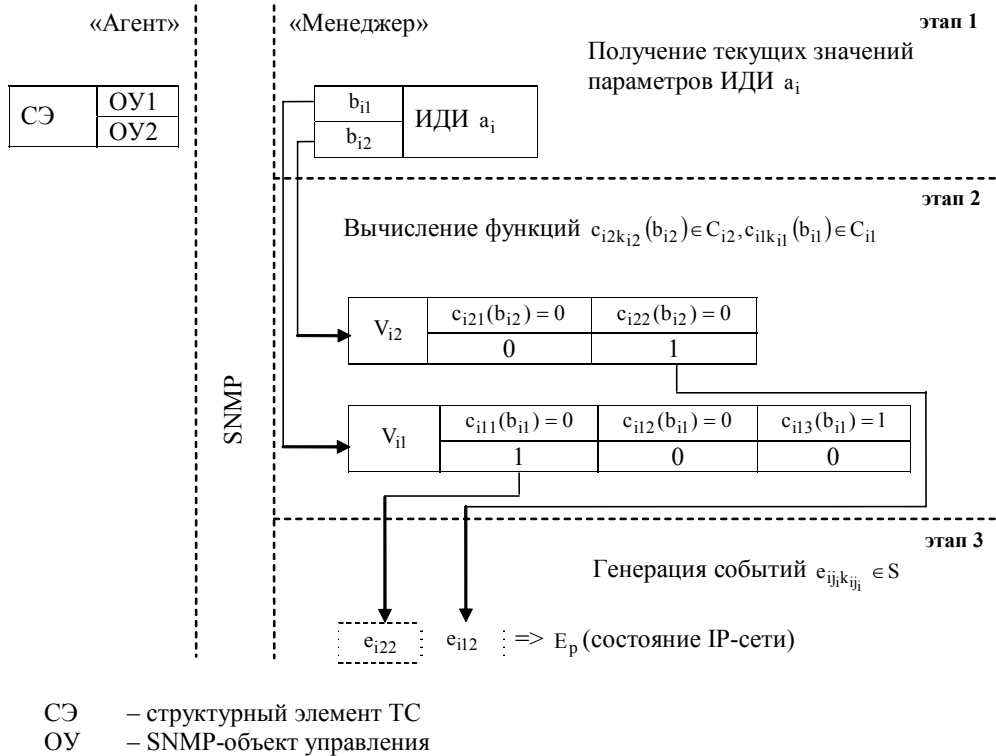 «Агент» «Менеджер» этап 1
Получение текущих значений
параметров ИДИ a_i
СЭ ОУ1
ОУ2
b_i1
b_i2
ИДИ a_i
этап 2
Вычисление функций c_i2k_i2(b_i2)∈C_i2, c_i1k_i1(b_i1)∈C_i1
V_i2 c_i21(b_i2) = 0 c_i22(b_i2) = 0
0 1
SNMP
V_i1 c_i11(b_i1) = 0 c_i12(b_i1) = 0 c_i13(b_i1) = 1
1 0 0
этап 3
Генерация событий e_ij_ik_ij_i ∈ S
e_i22 e_i12 => E_p (состояние IP-сети)
СЭ – структурный элемент ТС
ОУ – SNMP-объект управления